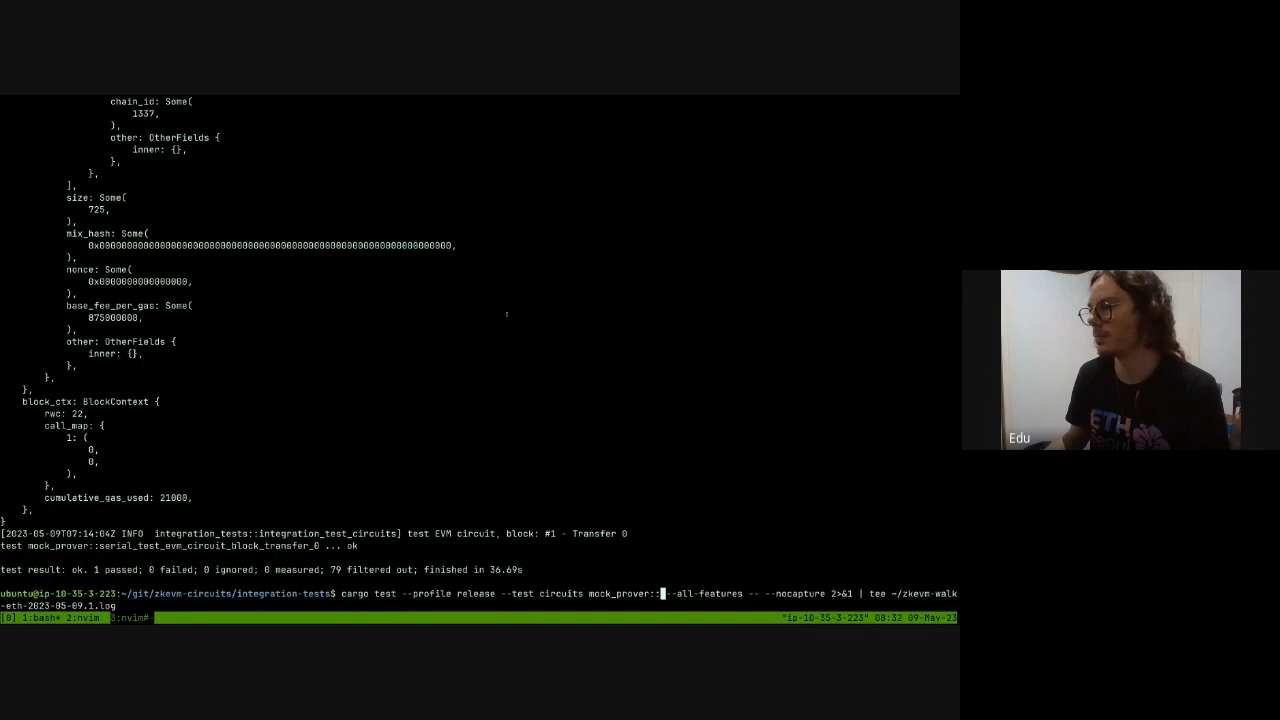 chain_id: Some(
1337,
),
other: OtherFields {
inner: {},
},
},
],
size: Some(
725,
),
mix_hash: Some(
0x0000000000000000000000000000000000000000000000000000000000000000,
),
nonce: Some(
0x0000000000000000,
),
base_fee_per_gas: Some(
875000000,
),
other: OtherFields {
inner: {},
},
},
},
block_ctx: BlockContext {
rwc: 22,
call_map: {
1: (
0,
0,
),
},
cumulative_gas_used: 21000,
},
}
[2023-05-09T07:14:04Z INFO  integration_tests::integration_test_circuits] test EVM circuit, block: #1 - Transfer 0
test mock_prover::serial_test_evm_circuit_block_transfer_0 ... ok
test result: ok. 1 passed; 0 failed; 0 ignored; 0 measured; 79 filtered out; finished in 36.69s
ubuntu@ip-10-35-3-223:~/git/zkevm-circuits/integration-tests$ cargo test --profile release --test circuits mock_prover:: --all-features -- --nocapture 2>&1 | tee ~/zkevm-walk
-eth-2023-05-09.1.log
[0] 1:bash* 2:nvim  3:nvim#- "ip-10-35-3-223" 08:32 09-May-23
Edu
ETH
seoul